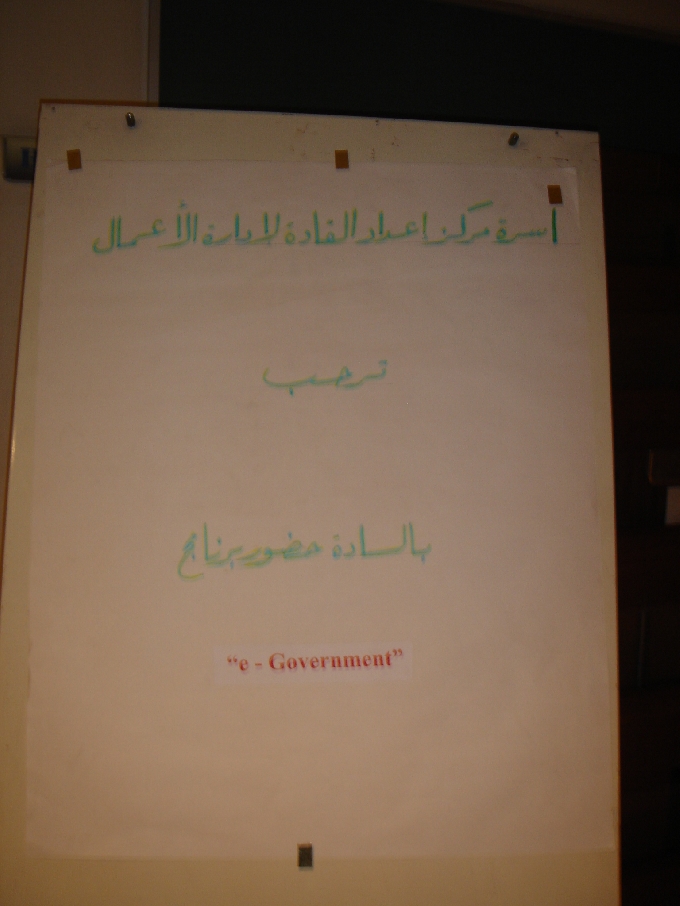 أسرة مركز إعداد القادة لإدارة الأعمال
ترحب
بالسادة حضور برنامج
“e - Government”